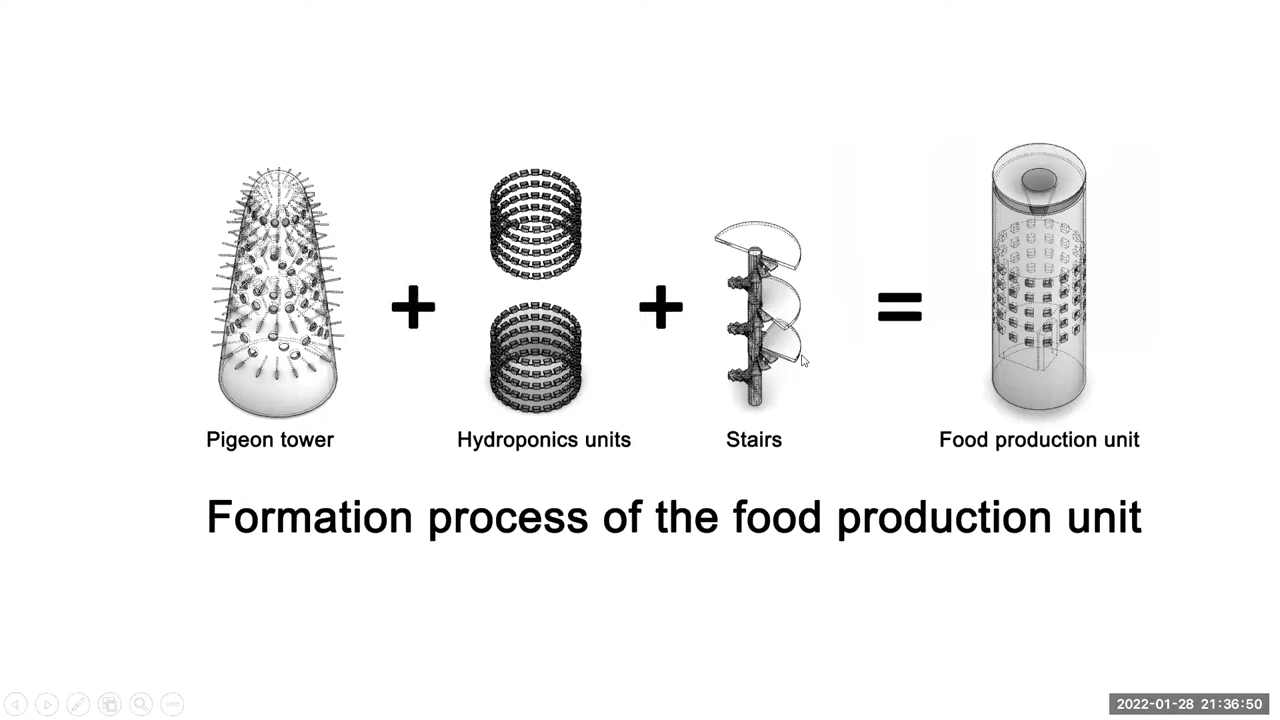 + + =
Pigeon tower Hydroponics units Stairs Food production unit
Formation process of the food production unit
2022-01-28 21:36:50